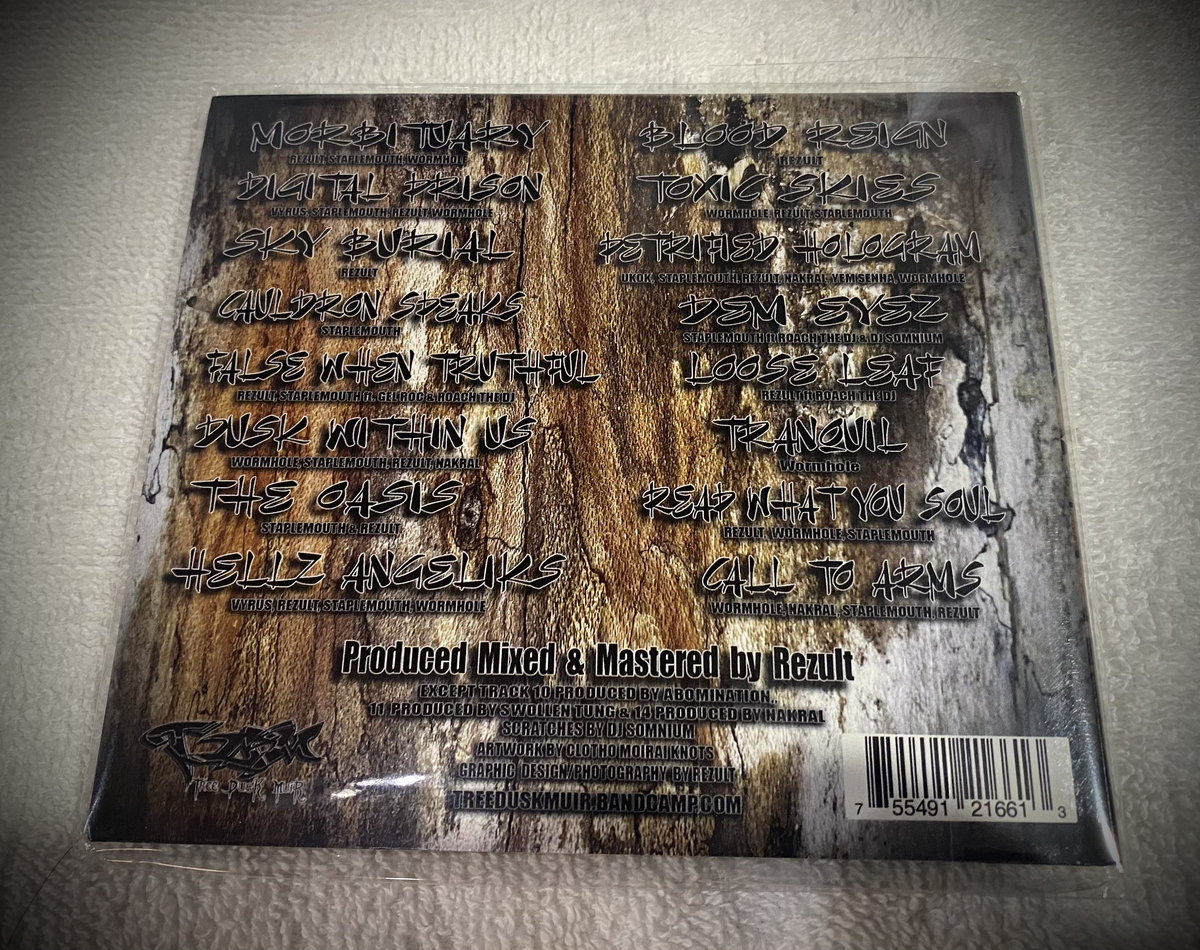 MORBITUARY
REZULT, STAPLEMOUTH, WORMHOLE
DIGITAL PRISON
VYRUS, STAPLEMOUTH, REZULT, WORMHOLE
SKY BURIAL
REZULT
CAULDRON SPEAKS
STAPLEMOUTH
FALSE WHEN TRUTHFUL
REZULT, STAPLEMOUTH ft. GEL ROC & ROACH THE DJ
DUSK WITHIN US
WORMHOLE, STAPLEMOUTH, REZULT, NAKRAL
THE OASIS
STAPLEMOUTH & REZULT
HELLZ ANGELIKS
VYRUS, REZULT, STAPLEMOUTH, WORMHOLE
BLOOD REIGN
REZULT
TOXIC SKIES
WORMHOLE, REZULT, STAPLEMOUTH
PETRIFIED HOLOGRAM
UKOK, STAPLEMOUTH, REZULT, NAKRAL, YEM SENHA, WORMHOLE
DEM EYEZ
STAPLEMOUTH ft ROACH THE DJ & DJ SOMNIUM
LOOSE LEAF
REZULT ft ROACH THE DJ
TRANQUIL
Wormhole
READ WHAT YOU SOUL
REZULT, WORMHOLE, STAPLEMOUTH
CALL TO ARMS
WORMHOLE, NAKRAL, STAPLEMOUTH, REZULT
Produced Mixed & Mastered by Rezult
EXCEPT TRACK 10 PRODUCED BY ABOMINATION,
11 PRODUCED BY SWOLLEN TUNG & 14 PRODUCED BY NAKRAL
SCRATCHES BY DJ SOMNIUM
ARTWORK BY CLOTHO MOIRAI KNOTS
GRAPHIC DESIGN/PHOTOGRAPHY BY REZULT
TREEDUSKMUIR.BANDCAMP.COM
TREE DUSK MUIR
7 55491 21661 3